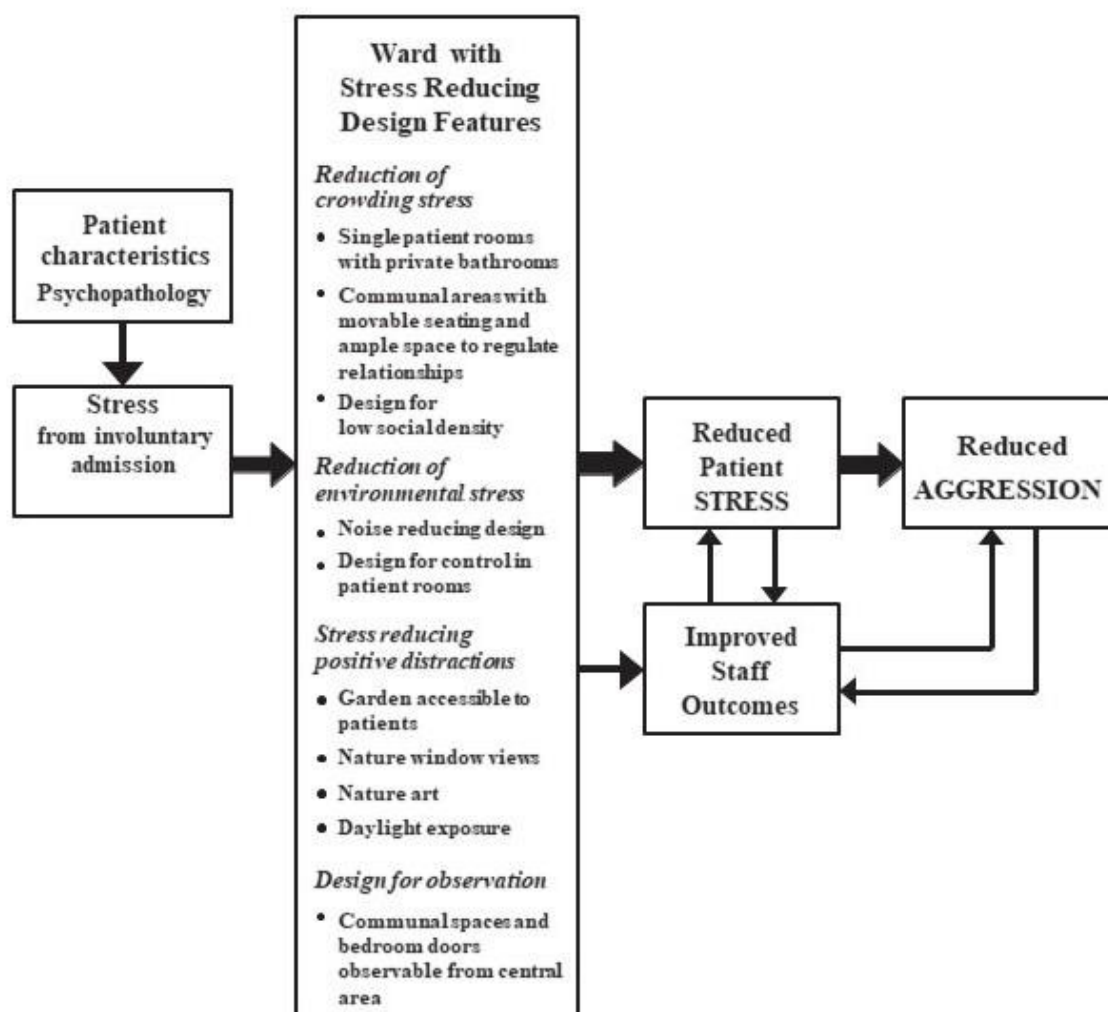 Patient
characteristics
Psychopathology
Stress
from involuntary
admission
Ward with
Stress Reducing
Design Features
Reduction of
crowding stress
• Single patient rooms
with private bathrooms
• Communal areas with
movable seating and
ample space to regulate
relationships
• Design for
low social density
Reduction of
environmental stress
• Noise reducing design
• Design for control in
patient rooms
Stress reducing
positive distractions
• Garden accessible to
patients
• Nature window views
• Nature art
• Daylight exposure
Design for observation
• Communal spaces and
bedroom doors
observable from central
area
Reduced
Patient
STRESS
Reduced
AGGRESSION
Improved
Staff
Outcomes